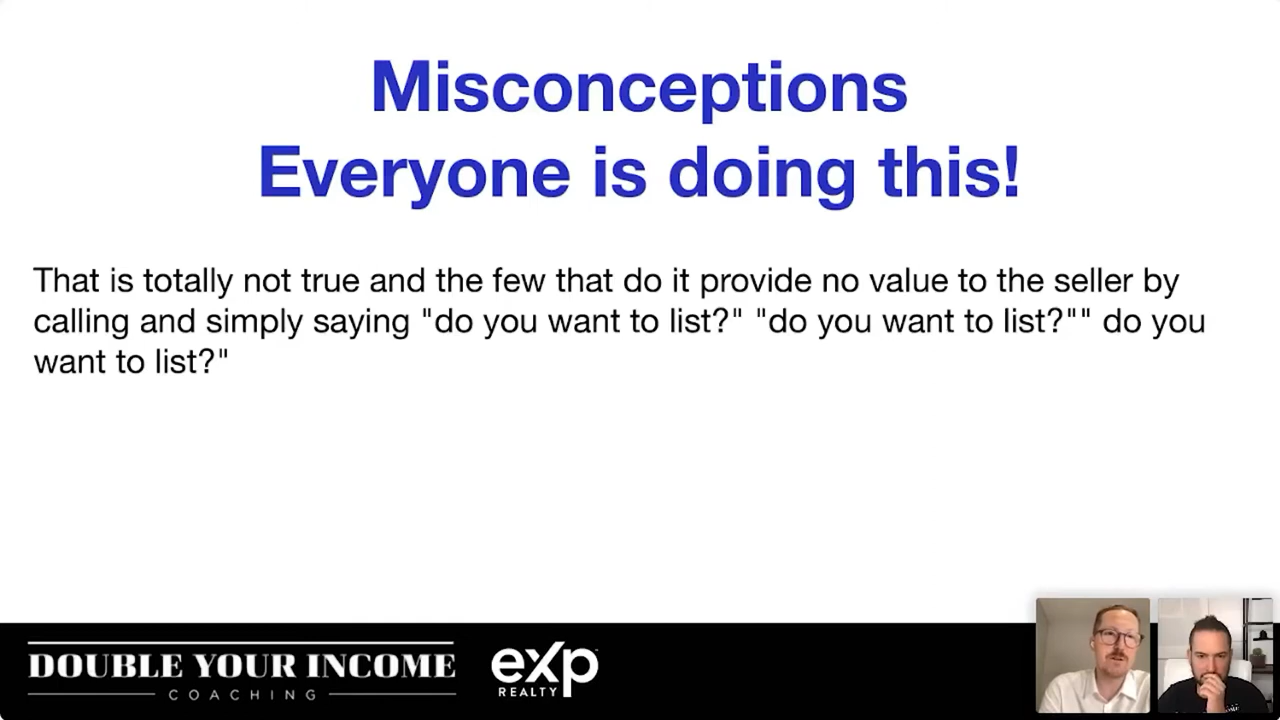 Misconceptions
Everyone is doing this!
That is totally not true and the few that do it provide no value to the seller by
calling and simply saying "do you want to list?" "do you want to list?"" do you
want to list?"
DOUBLE YOUR INCOME
COACHING
eXp
REALTY